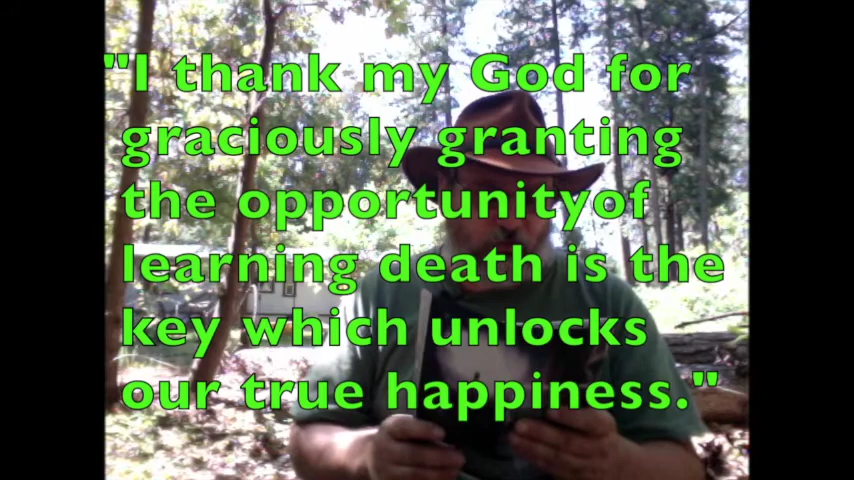 "I thank my God for
graciously granting
the opportunityof
learning death is the
key which unlocks
our true happiness."